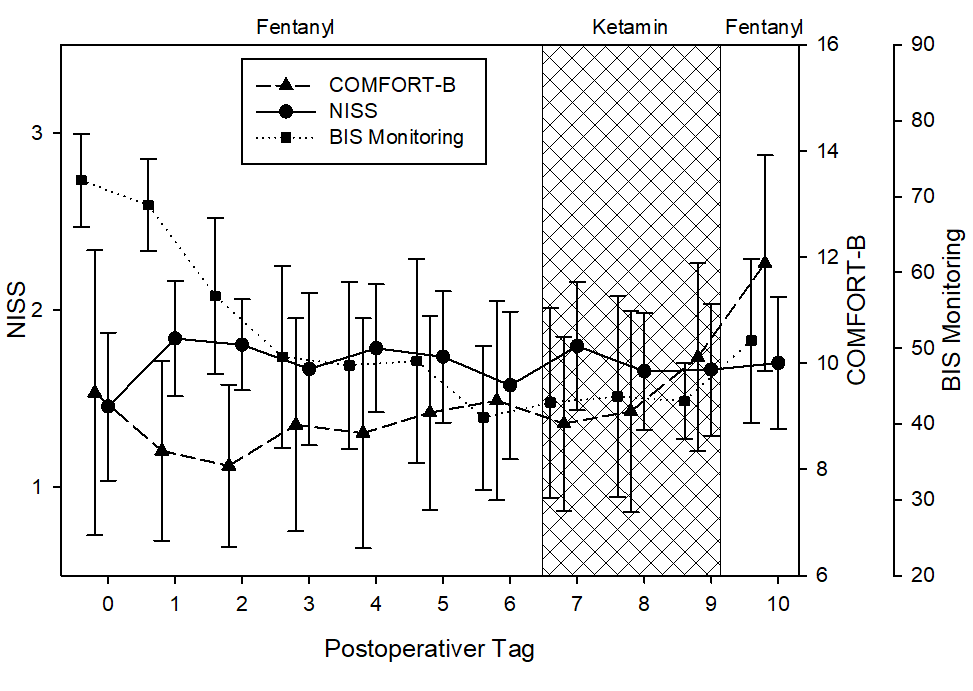 Fentanyl Ketamin Fentanyl
COMFORT-B
NISS
BIS Monitoring
NISS
3
2
1
COMFORT-B
16
14
12
10
8
6
BIS Monitoring
90
80
70
60
50
40
30
20
0 1 2 3 4 5 6 7 8 9 10
Postoperativer Tag